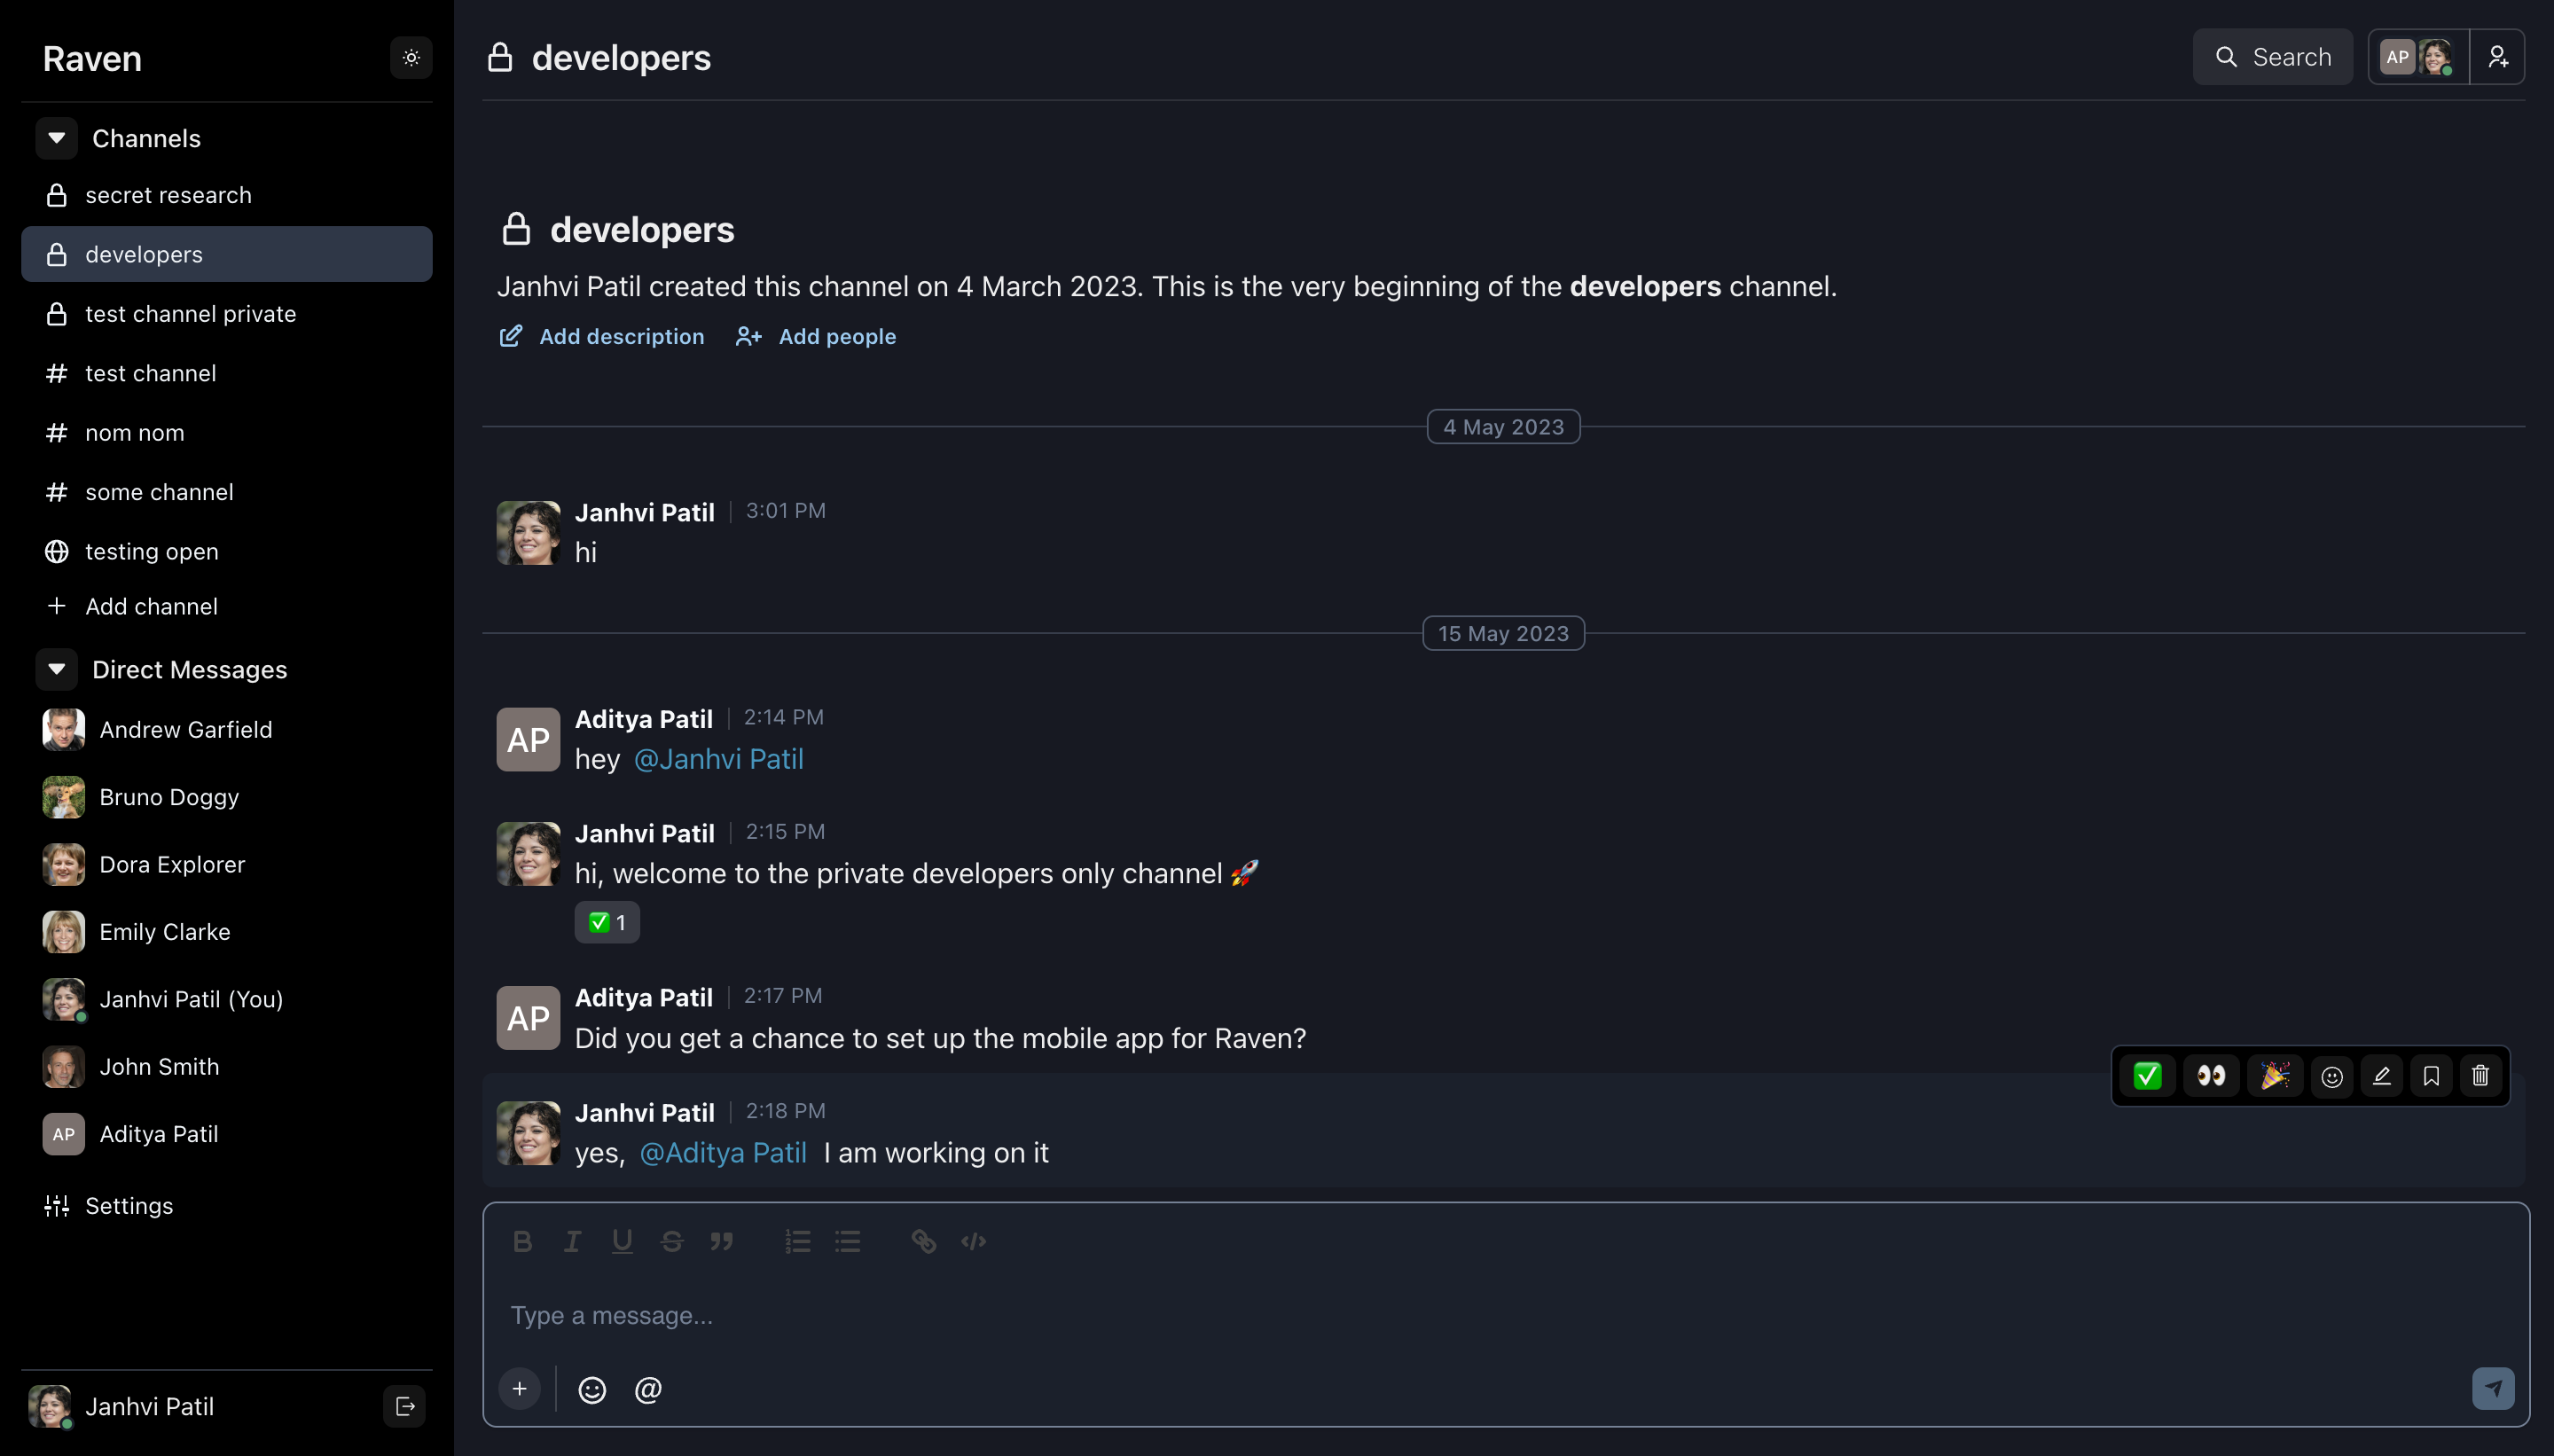 Raven
Channels
secret research
developers
test channel private
test channel
nom nom
some channel
testing open
Add channel
Direct Messages
Andrew Garfield
Bruno Doggy
Dora Explorer
Emily Clarke
Janhvi Patil (You)
John Smith
AP Aditya Patil
Settings
Janhvi Patil
developers
Search
AP
developers
Janhvi Patil created this channel on 4 March 2023. This is the very beginning of the developers channel.
Add description Add people
4 May 2023
Janhvi Patil 3:01 PM
hi
15 May 2023
AP
Aditya Patil 2:14 PM
hey @Janhvi Patil
Janhvi Patil 2:15 PM
hi, welcome to the private developers only channel 🚀
✅ 1
AP
Aditya Patil 2:17 PM
Did you get a chance to set up the mobile app for Raven?
Janhvi Patil 2:18 PM
yes, @Aditya Patil I am working on it
Type a message...